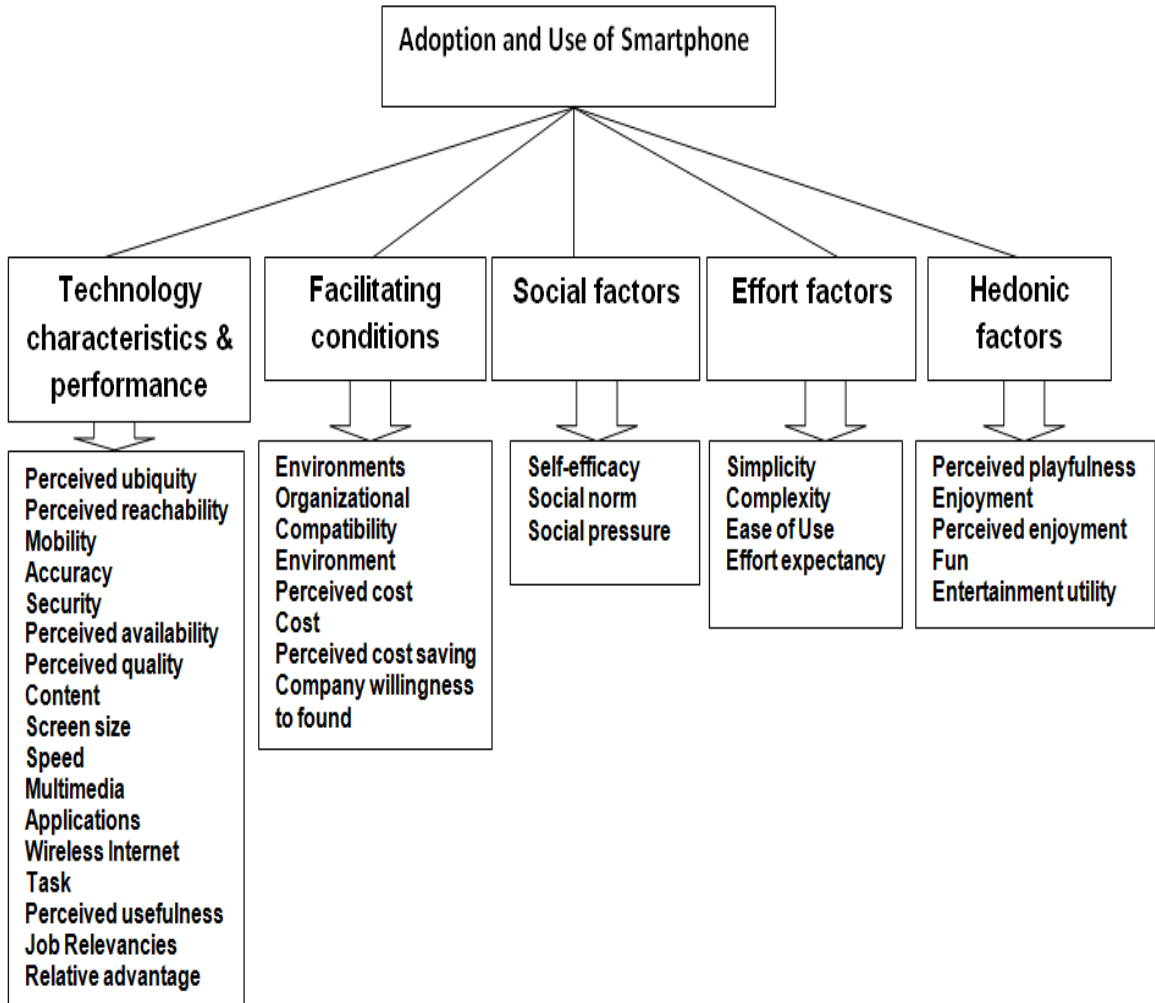 Adoption and Use of Smartphone
Technology
characteristics &
performance
Facilitating
conditions
Social factors
Effort factors
Hedonic
factors
Perceived ubiquity
Perceived reachability
Mobility
Accuracy
Security
Perceived availability
Perceived quality
Content
Screen size
Speed
Multimedia
Applications
Wireless Internet
Task
Perceived usefulness
Job Relevancies
Relative advantage
Environments
Organizational
Compatibility
Environment
Perceived cost
Cost
Perceived cost saving
Company willingness
to found
Self-efficacy
Social norm
Social pressure
Simplicity
Complexity
Ease of Use
Effort expectancy
Perceived playfulness
Enjoyment
Perceived enjoyment
Fun
Entertainment utility